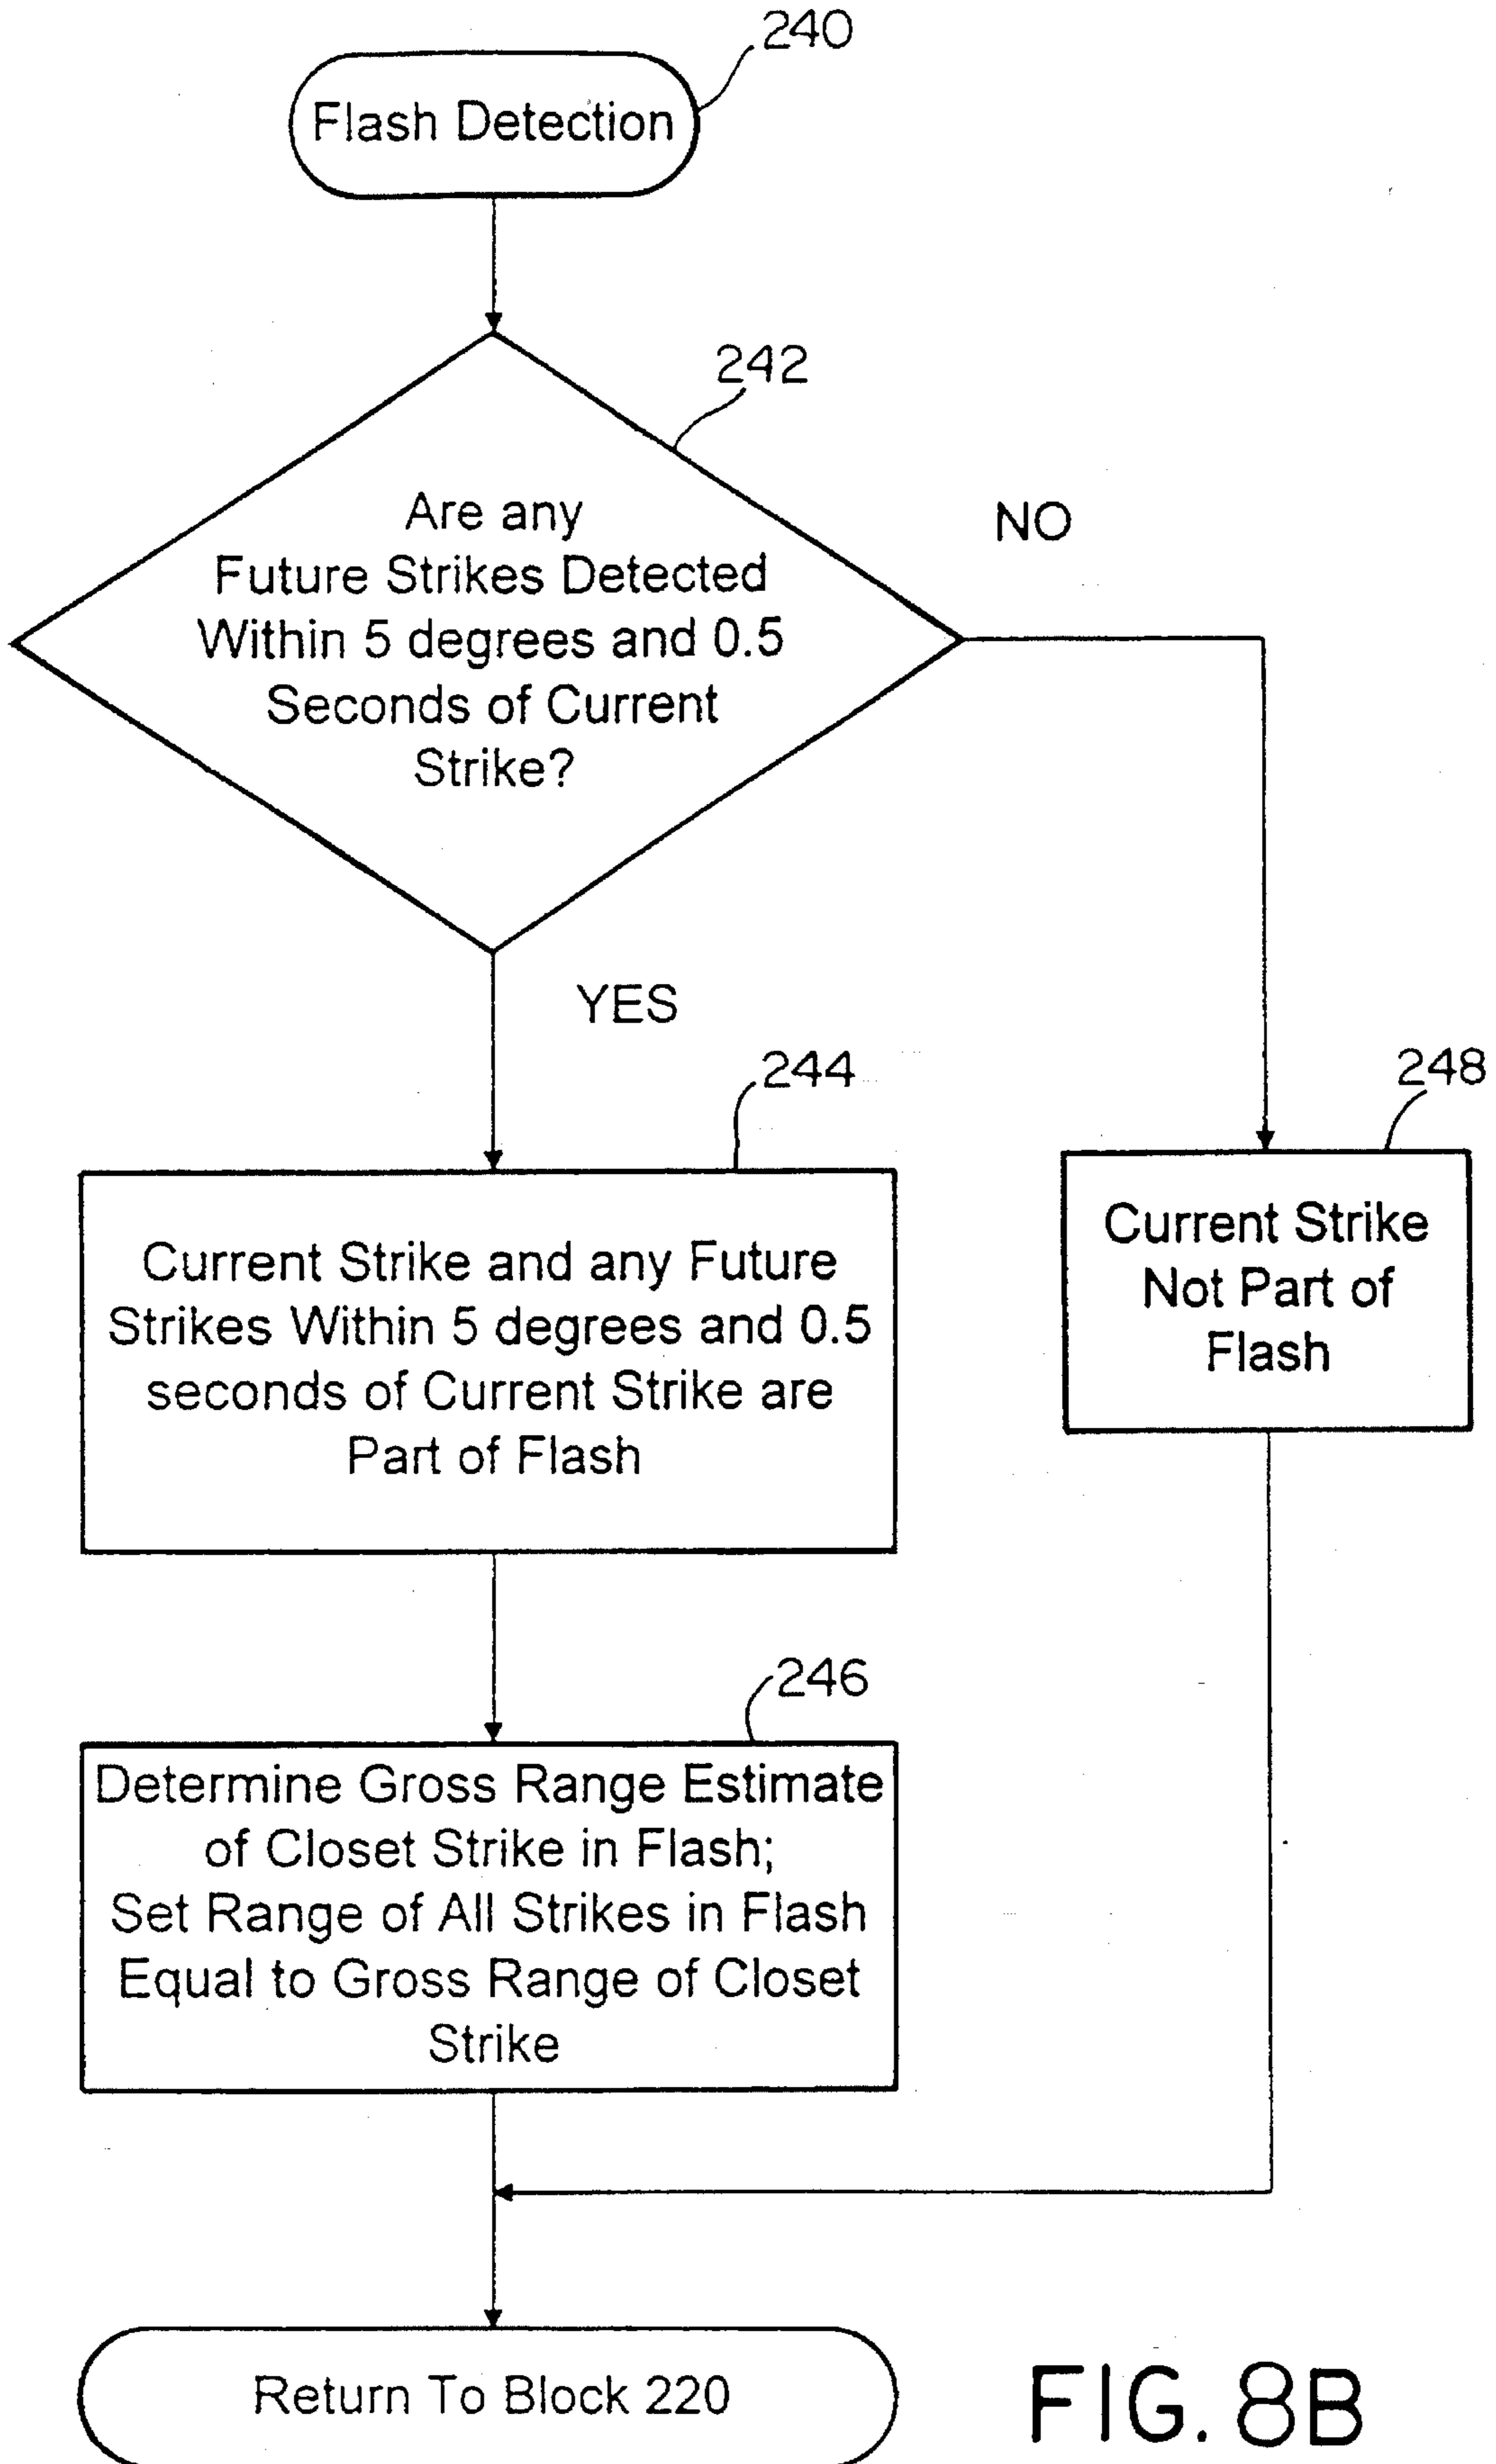 240
Flash Detection
242
Are any
Future Strikes Detected
Within 5 degrees and 0.5
Seconds of Current
Strike?
NO
YES
244
Current Strike and any Future
Strikes Within 5 degrees and 0.5
seconds of Current Strike are
Part of Flash
248
Current Strike
Not Part of
Flash
246
Determine Gross Range Estimate
of Closet Strike in Flash;
Set Range of All Strikes in Flash
Equal to Gross Range of Closet
Strike
Return To Block 220
FIG. 8B